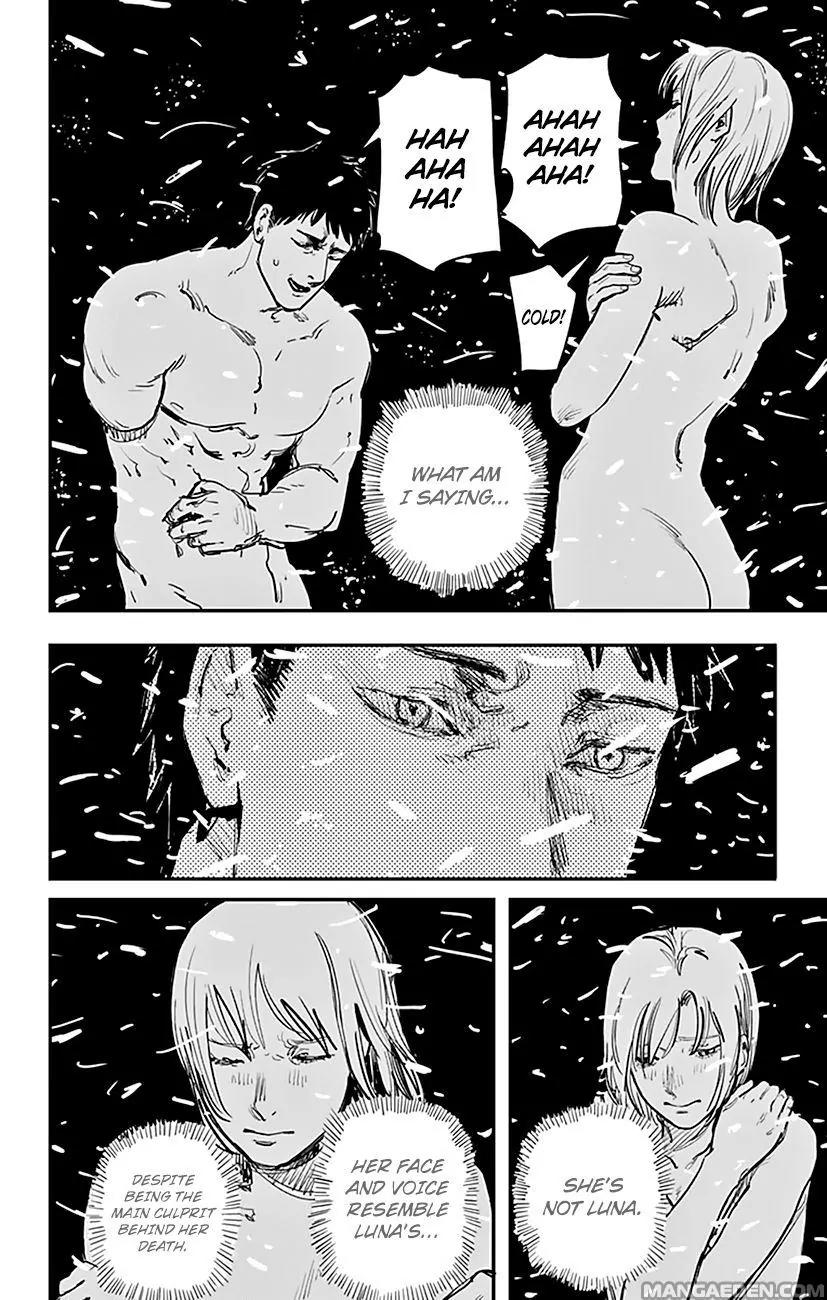 AHAH
AHAH
AHA!
HAH
AHA
HA!
COLD!
WHAT AM
I SAYING...
SHE'S
NOT LUNA.
HER FACE
AND VOICE
RESEMBLE
LUNA'S...
DESPITE
BEING THE
MAIN CULPRIT
BEHIND HER
DEATH.
MANGAEDEN.COM